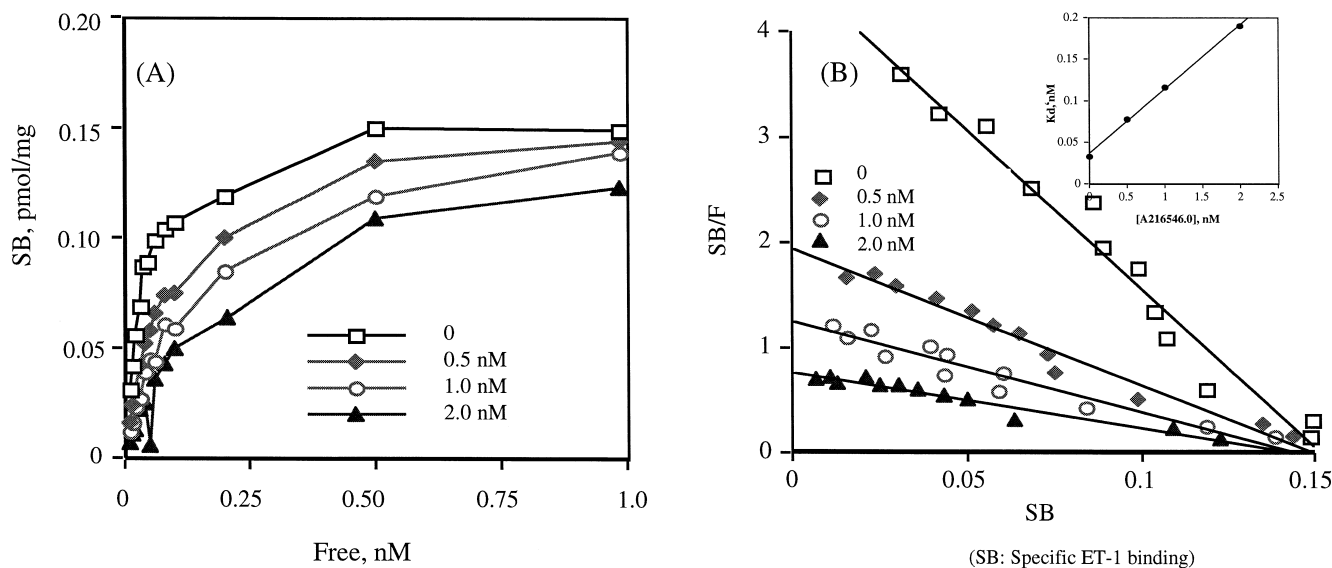 (A)
SB, pmol/mg
0.20
0.15
0.10
0.05
0
0
0.25
0.50
0.75
1.0
Free, nM
0
0.5 nM
1.0 nM
2.0 nM
(B)
SB/F
4
3
2
1
0
0
0.05
0.1
0.15
SB
0
0.5 nM
1.0 nM
2.0 nM
0.2
0.15
0.1
0.05
0
0
0.5
1
1.5
2
2.5
[A216546.0], nM
(SB: Specific ET-1 binding)